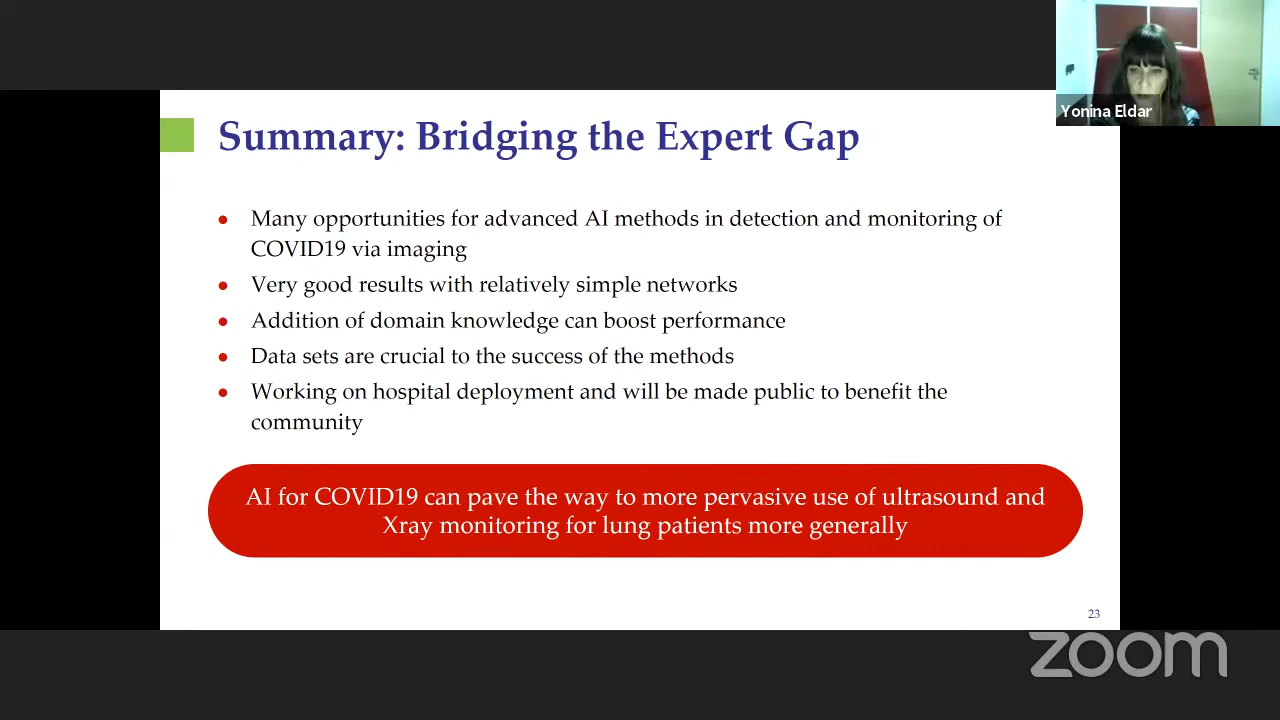 Yonina Eldar
Summary: Bridging the Expert Gap
Many opportunities for advanced AI methods in detection and monitoring of
COVID19 via imaging
Very good results with relatively simple networks
Addition of domain knowledge can boost performance
Data sets are crucial to the success of the methods
Working on hospital deployment and will be made public to benefit the
community
AI for COVID19 can pave the way to more pervasive use of ultrasound and
Xray monitoring for lung patients more generally
23
zoom